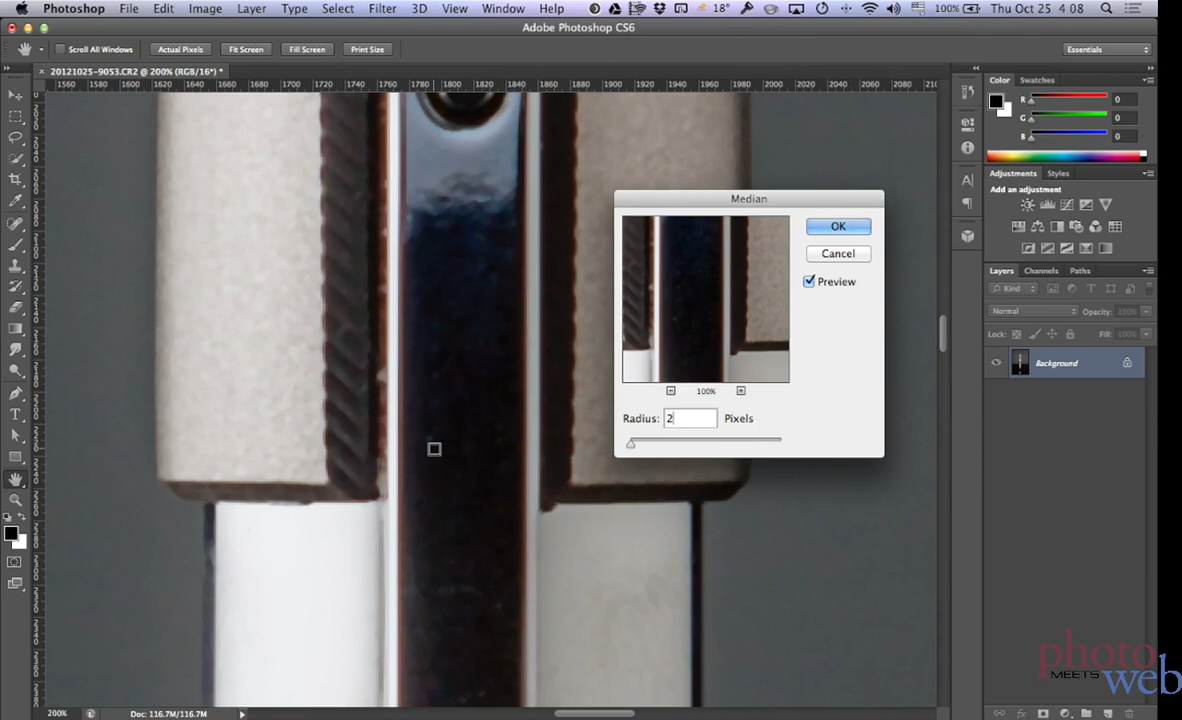 Photoshop File Edit Image Layer Type Select Filter 3D View Window Help 18° 100% Thu Oct 25 4 08
Adobe Photoshop CS6
Scroll All Windows Actual Pixels Fit Screen Fill Screen Print Size Essentials
× 20121025-9053.CR2 @ 200% (RGB/16*) *
1560 1580 1600 1620 1640 1660 1680 1700 1720 1740 1760 1780 1800 1820 1840 1860 1880 1900 1920 1940 1960 1980 2000 2020 2040 2060 2080 210
Color Swatches
R 0
G 0
B 0
Adjustments Styles
Add an adjustment
Layers Channels Paths
Kind
Normal Opacity: 100%
Lock: Fill: 100%
Background
Median
OK
Cancel
Preview
100%
Radius: 2 Pixels
photo
MEETS
web
200% Doc: 116.7M/116.7M